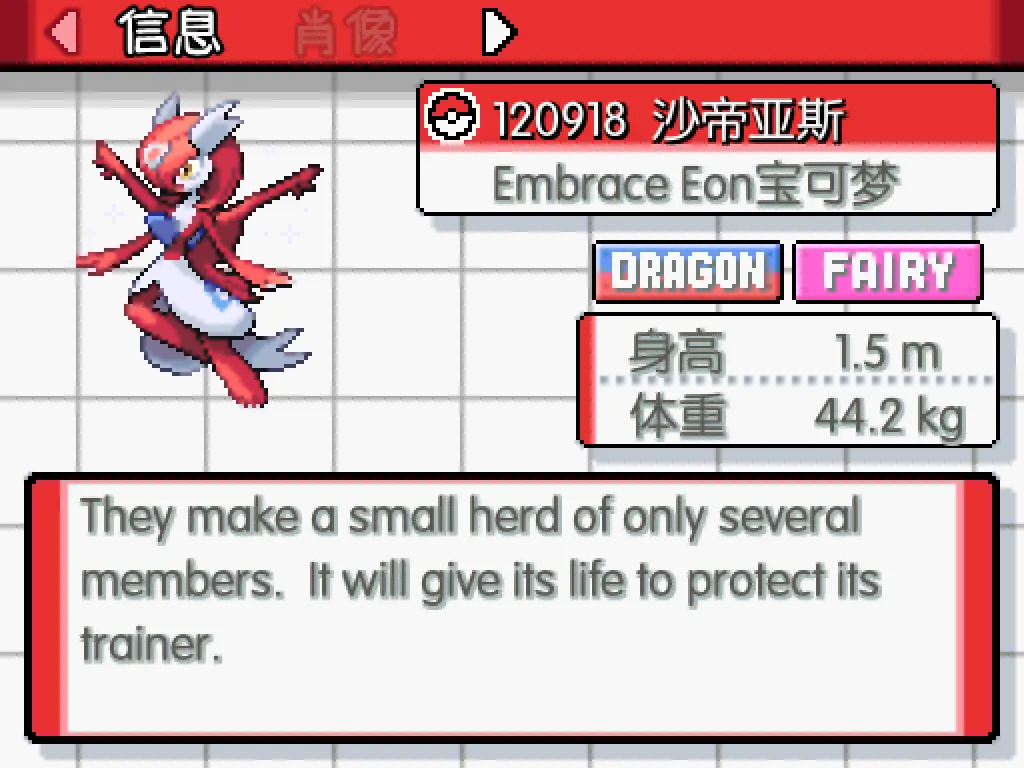 信息 肖像
120918 沙帝亚斯
Embrace Eon宝可梦
DRAGON FAIRY
身高 1.5 m
体重 44.2 kg
They make a small herd of only several
members.  It will give its life to protect its
trainer.